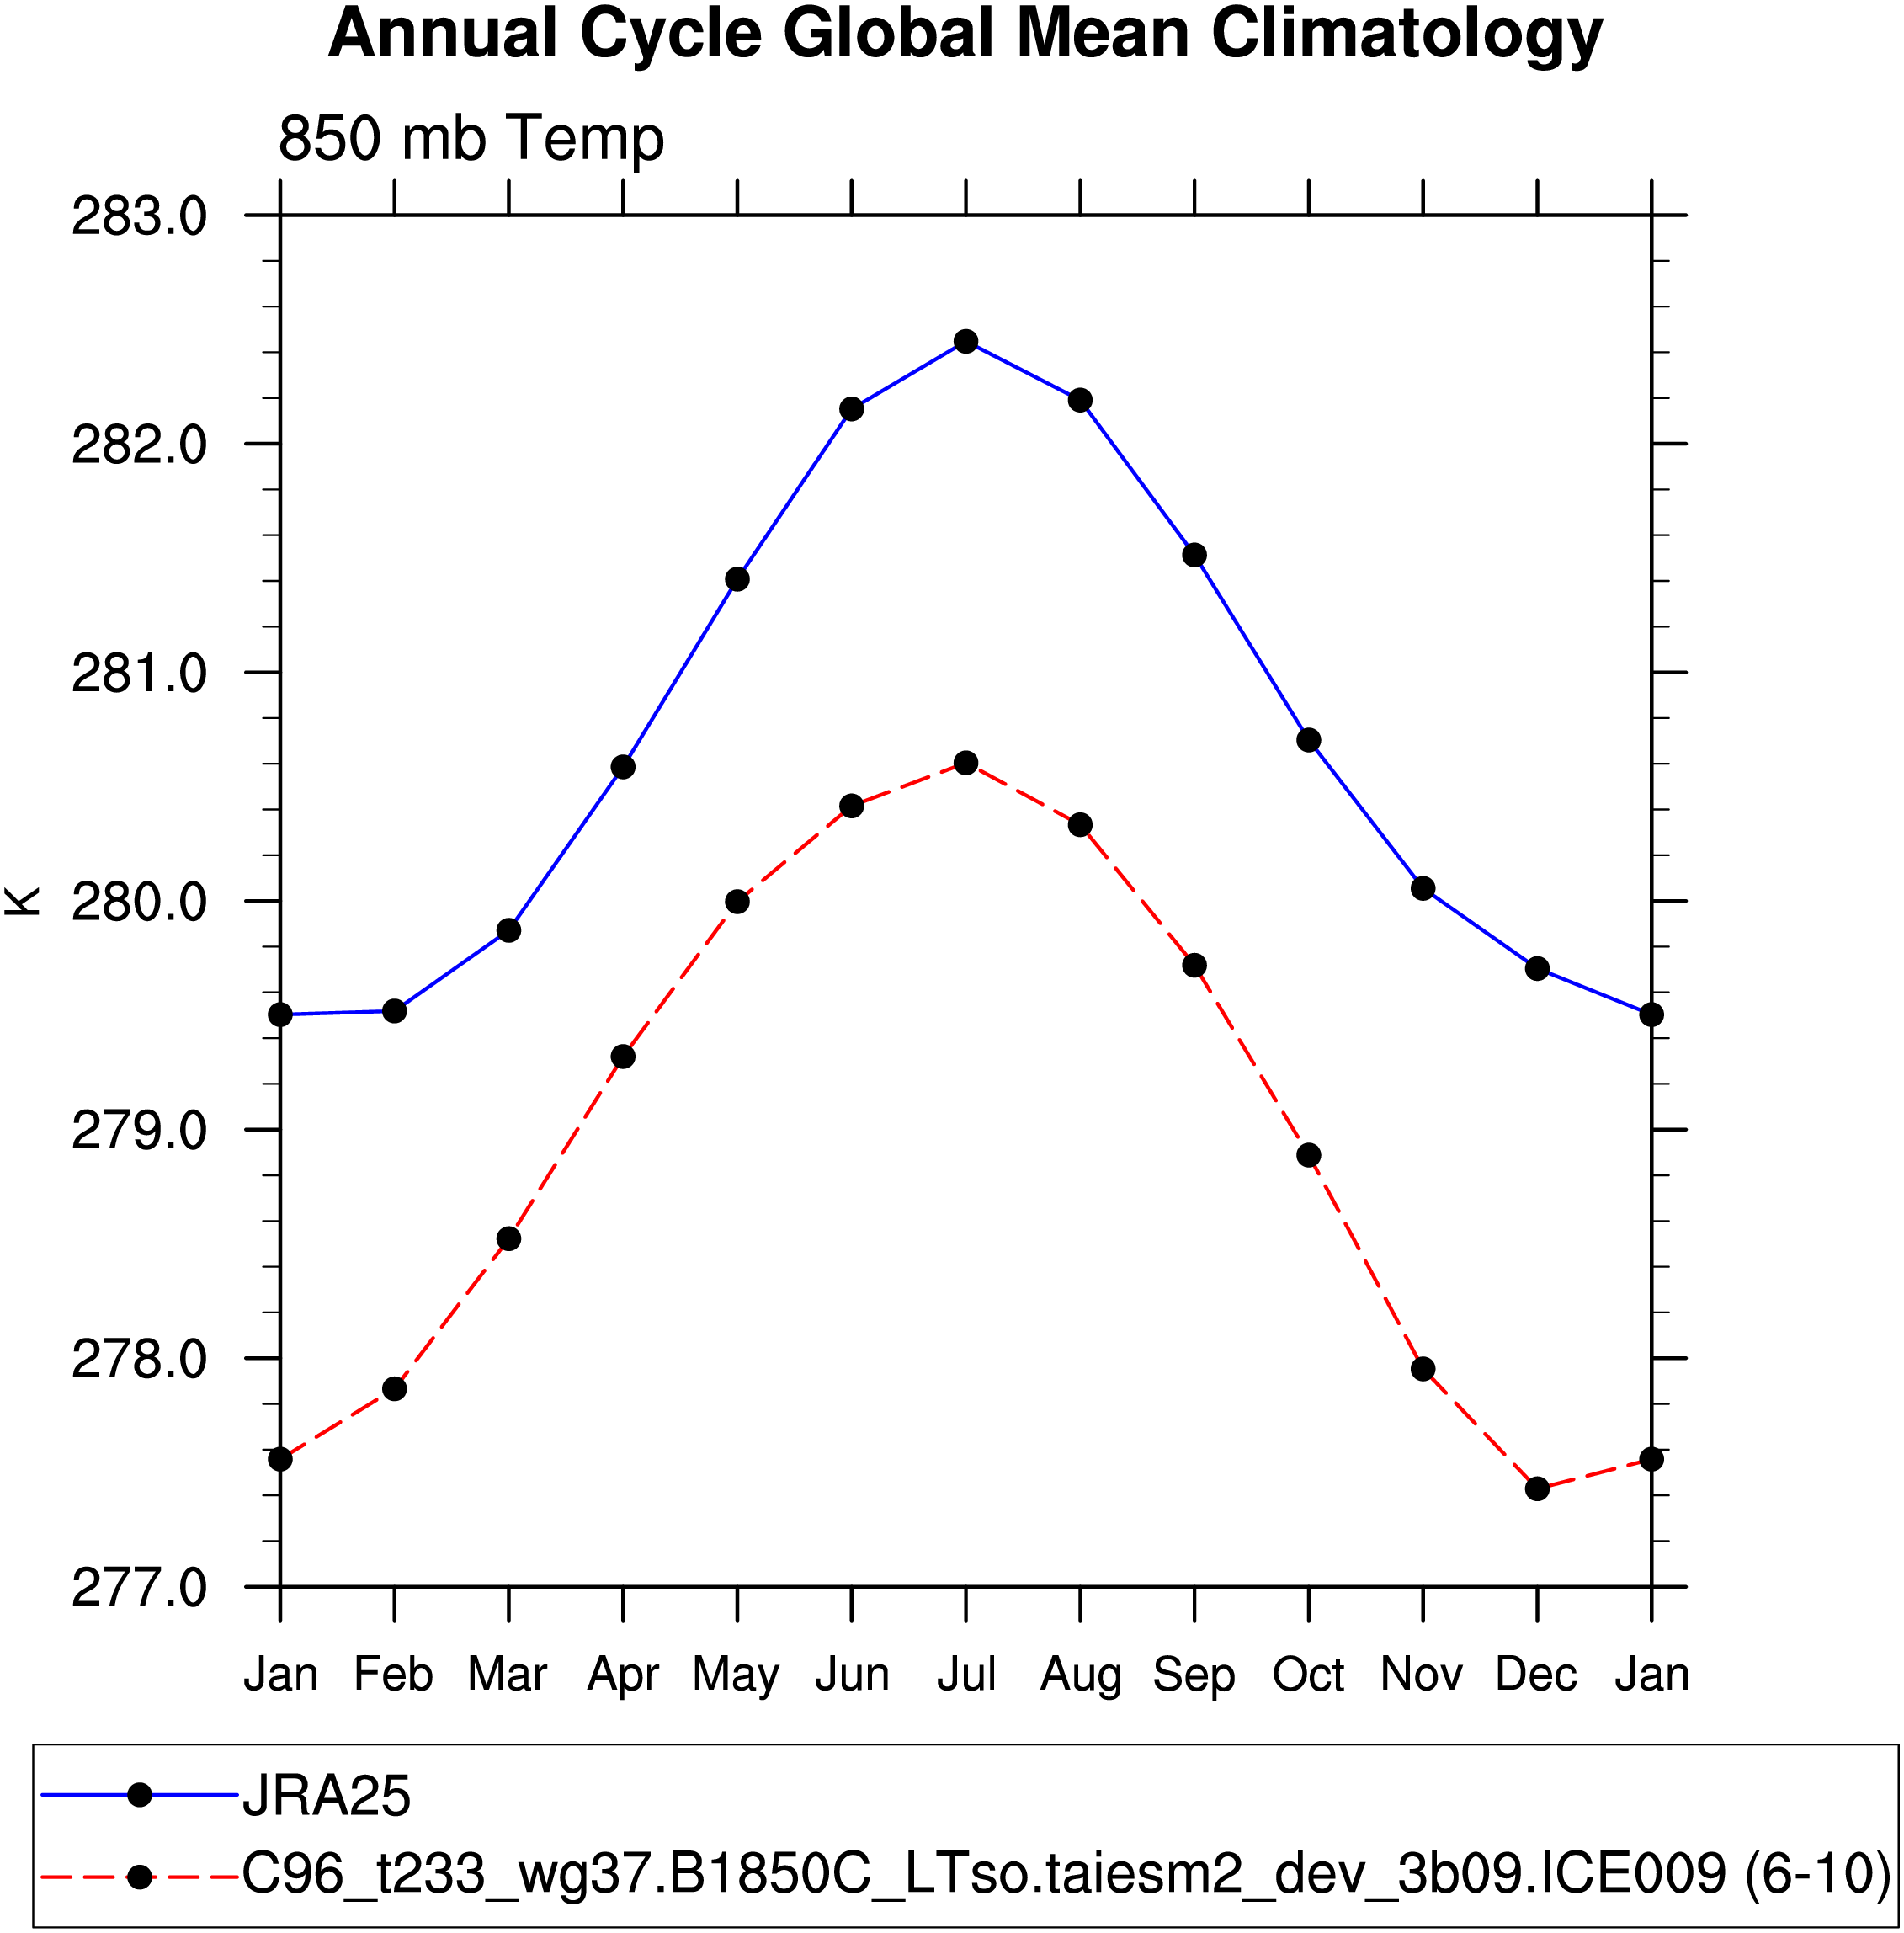 Annual Cycle Global Mean Climatology
850 mb Temp
283.0
282.0
281.0
280.0
279.0
278.0
277.0
K
Jan Feb Mar Apr May Jun Jul Aug Sep Oct Nov Dec Jan
JRA25
C96_t233_wg37.B1850C_LTso.taiesm2_dev_3b09.ICE009 (6-10)